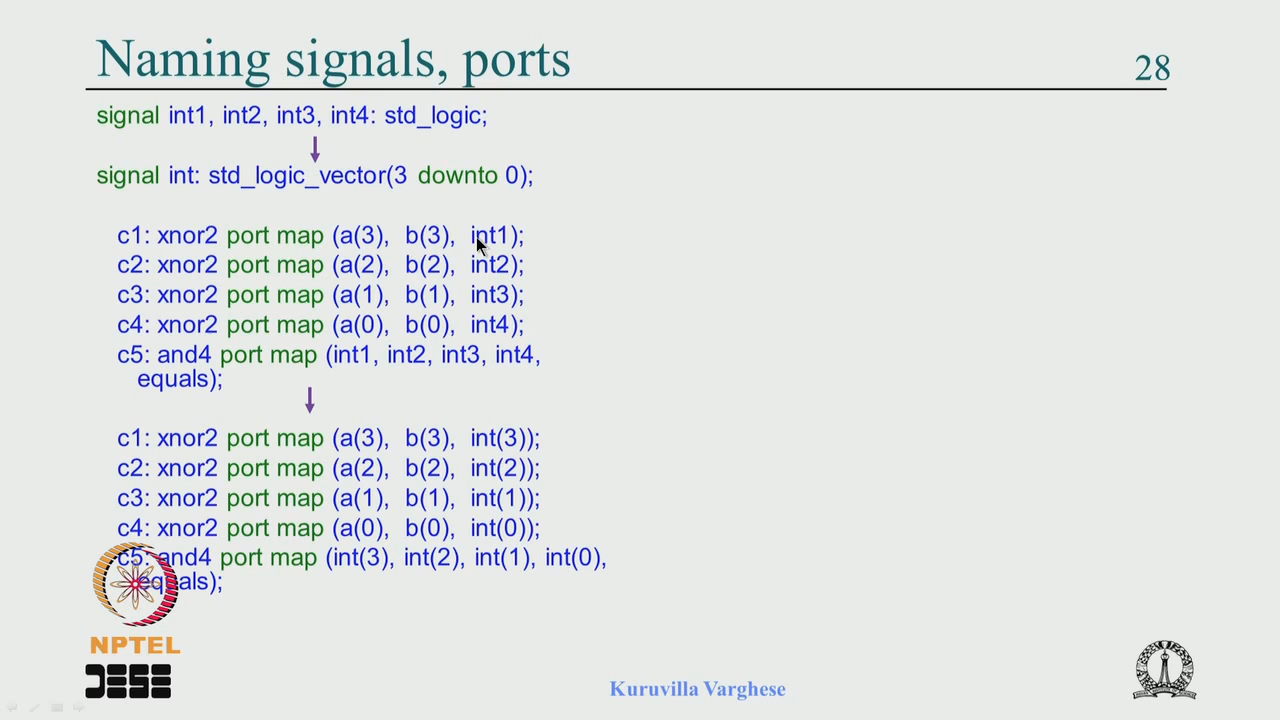 Naming signals, ports
28
signal int1, int2, int3, int4: std_logic;
signal int: std_logic_vector(3 downto 0);
c1: xnor2 port map (a(3), b(3), int1);
c2: xnor2 port map (a(2), b(2), int2);
c3: xnor2 port map (a(1), b(1), int3);
c4: xnor2 port map (a(0), b(0), int4);
c5: and4 port map (int1, int2, int3, int4,
equals);
c1: xnor2 port map (a(3), b(3), int(3));
c2: xnor2 port map (a(2), b(2), int(2));
c3: xnor2 port map (a(1), b(1), int(1));
c4: xnor2 port map (a(0), b(0), int(0));
c5: and4 port map (int(3), int(2), int(1), int(0),
equals);
NPTEL
DESE
Kuruvilla Varghese